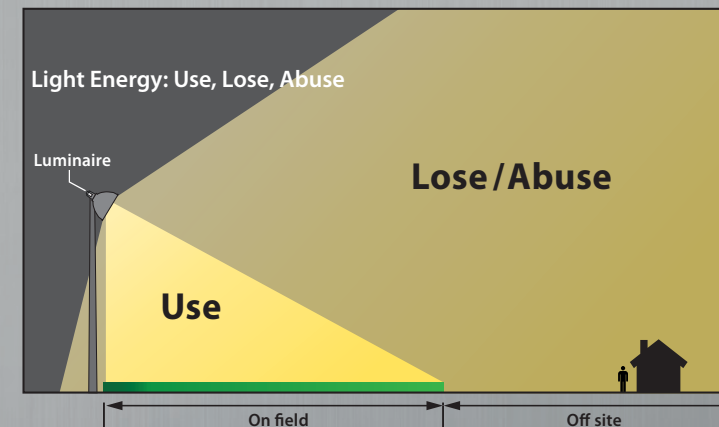 Light Energy: Use, Lose, Abuse
Luminaire
Lose/Abuse
Use
On field
Off site